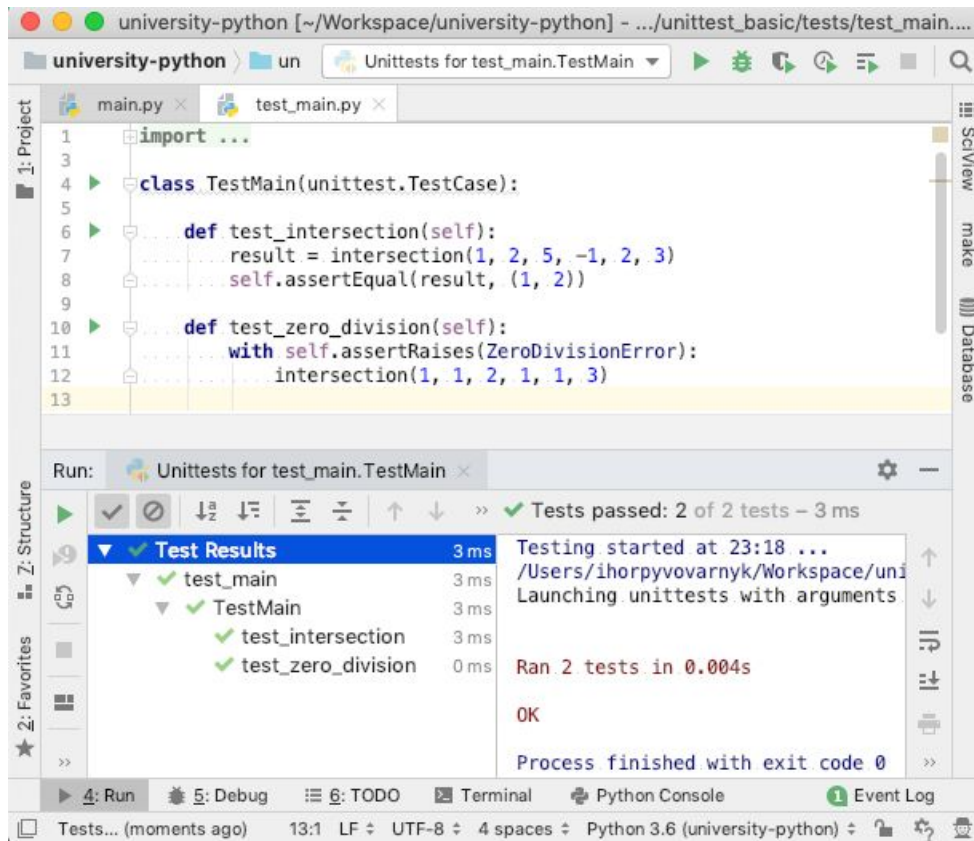 university-python [~/Workspace/university-python] - .../unittest_basic/tests/test_main....
university-python un Unittests for test_main.TestMain
main.py test_main.py
1: Project
1 import ...
3
4 class TestMain(unittest.TestCase):
5
6 def test_intersection(self):
7 result = intersection(1, 2, 5, -1, 2, 3)
8 self.assertEqual(result, (1, 2))
9
10 def test_zero_division(self):
11 with self.assertRaises(ZeroDivisionError):
12 intersection(1, 1, 2, 1, 1, 3)
13
SciView
make
Database
Run: Unittests for test_main.TestMain
Z: Structure
2: Favorites
» Tests passed: 2 of 2 tests – 3 ms
Test Results 3 ms
test_main 3 ms
TestMain 3 ms
test_intersection 3 ms
test_zero_division 0 ms
Testing started at 23:18 ...
/Users/ihorpyvovarnyk/Workspace/uni
Launching unittests with arguments
Ran 2 tests in 0.004s
OK
Process finished with exit code 0
4: Run 5: Debug 6: TODO Terminal Python Console 1 Event Log
Tests... (moments ago) 13:1 LF UTF-8 4 spaces Python 3.6 (university-python)